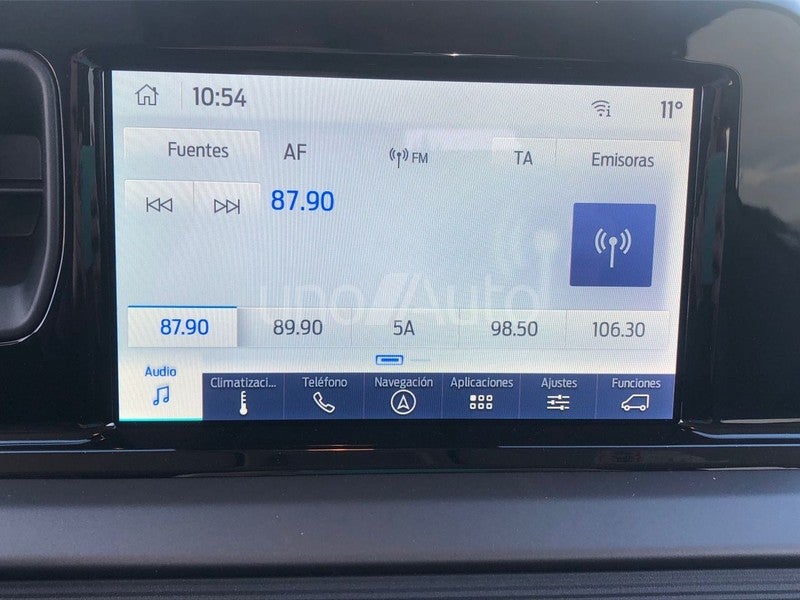 10:54 11°
Fuentes AF FM TA Emisoras
87.90
unoAuto
87.90 89.90 5A 98.50 106.30
Audio Climatizaci... Teléfono Navegación Aplicaciones Ajustes Funciones